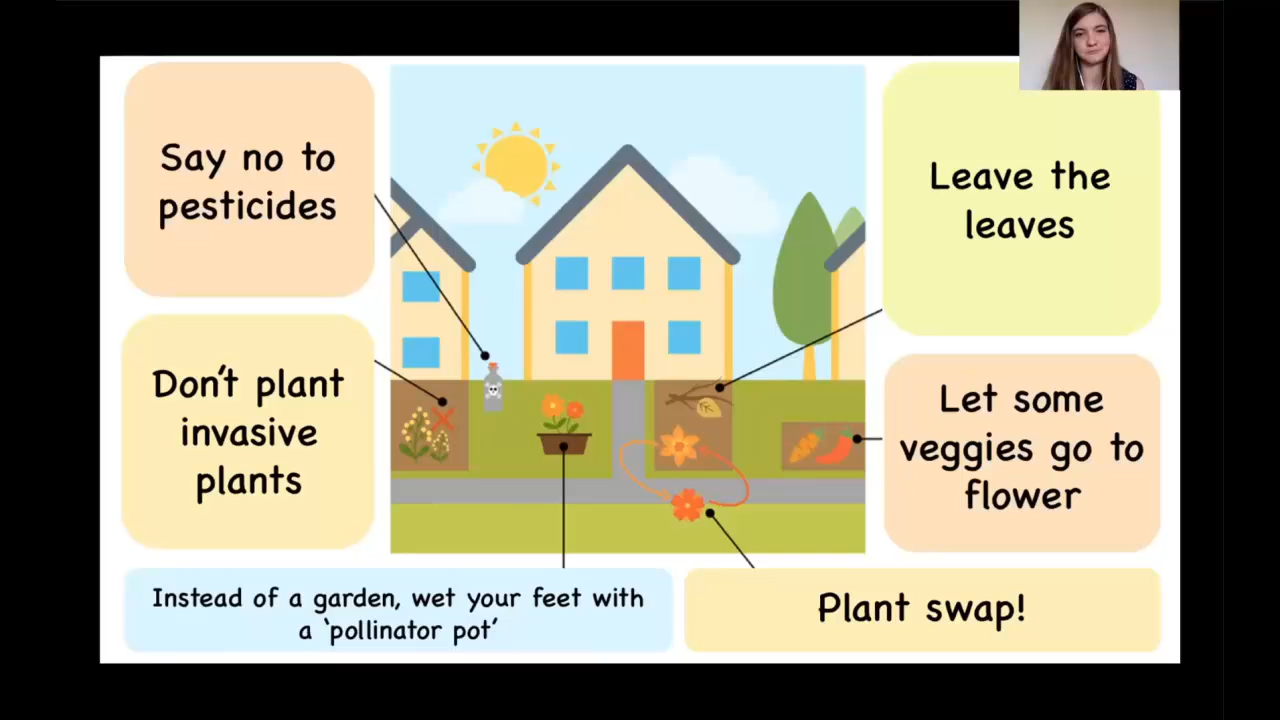 Say no to
pesticides
Leave the
leaves
Don't plant
invasive
plants
Let some
veggies go to
flower
Instead of a garden, wet your feet with
a ‘pollinator pot’
Plant swap!